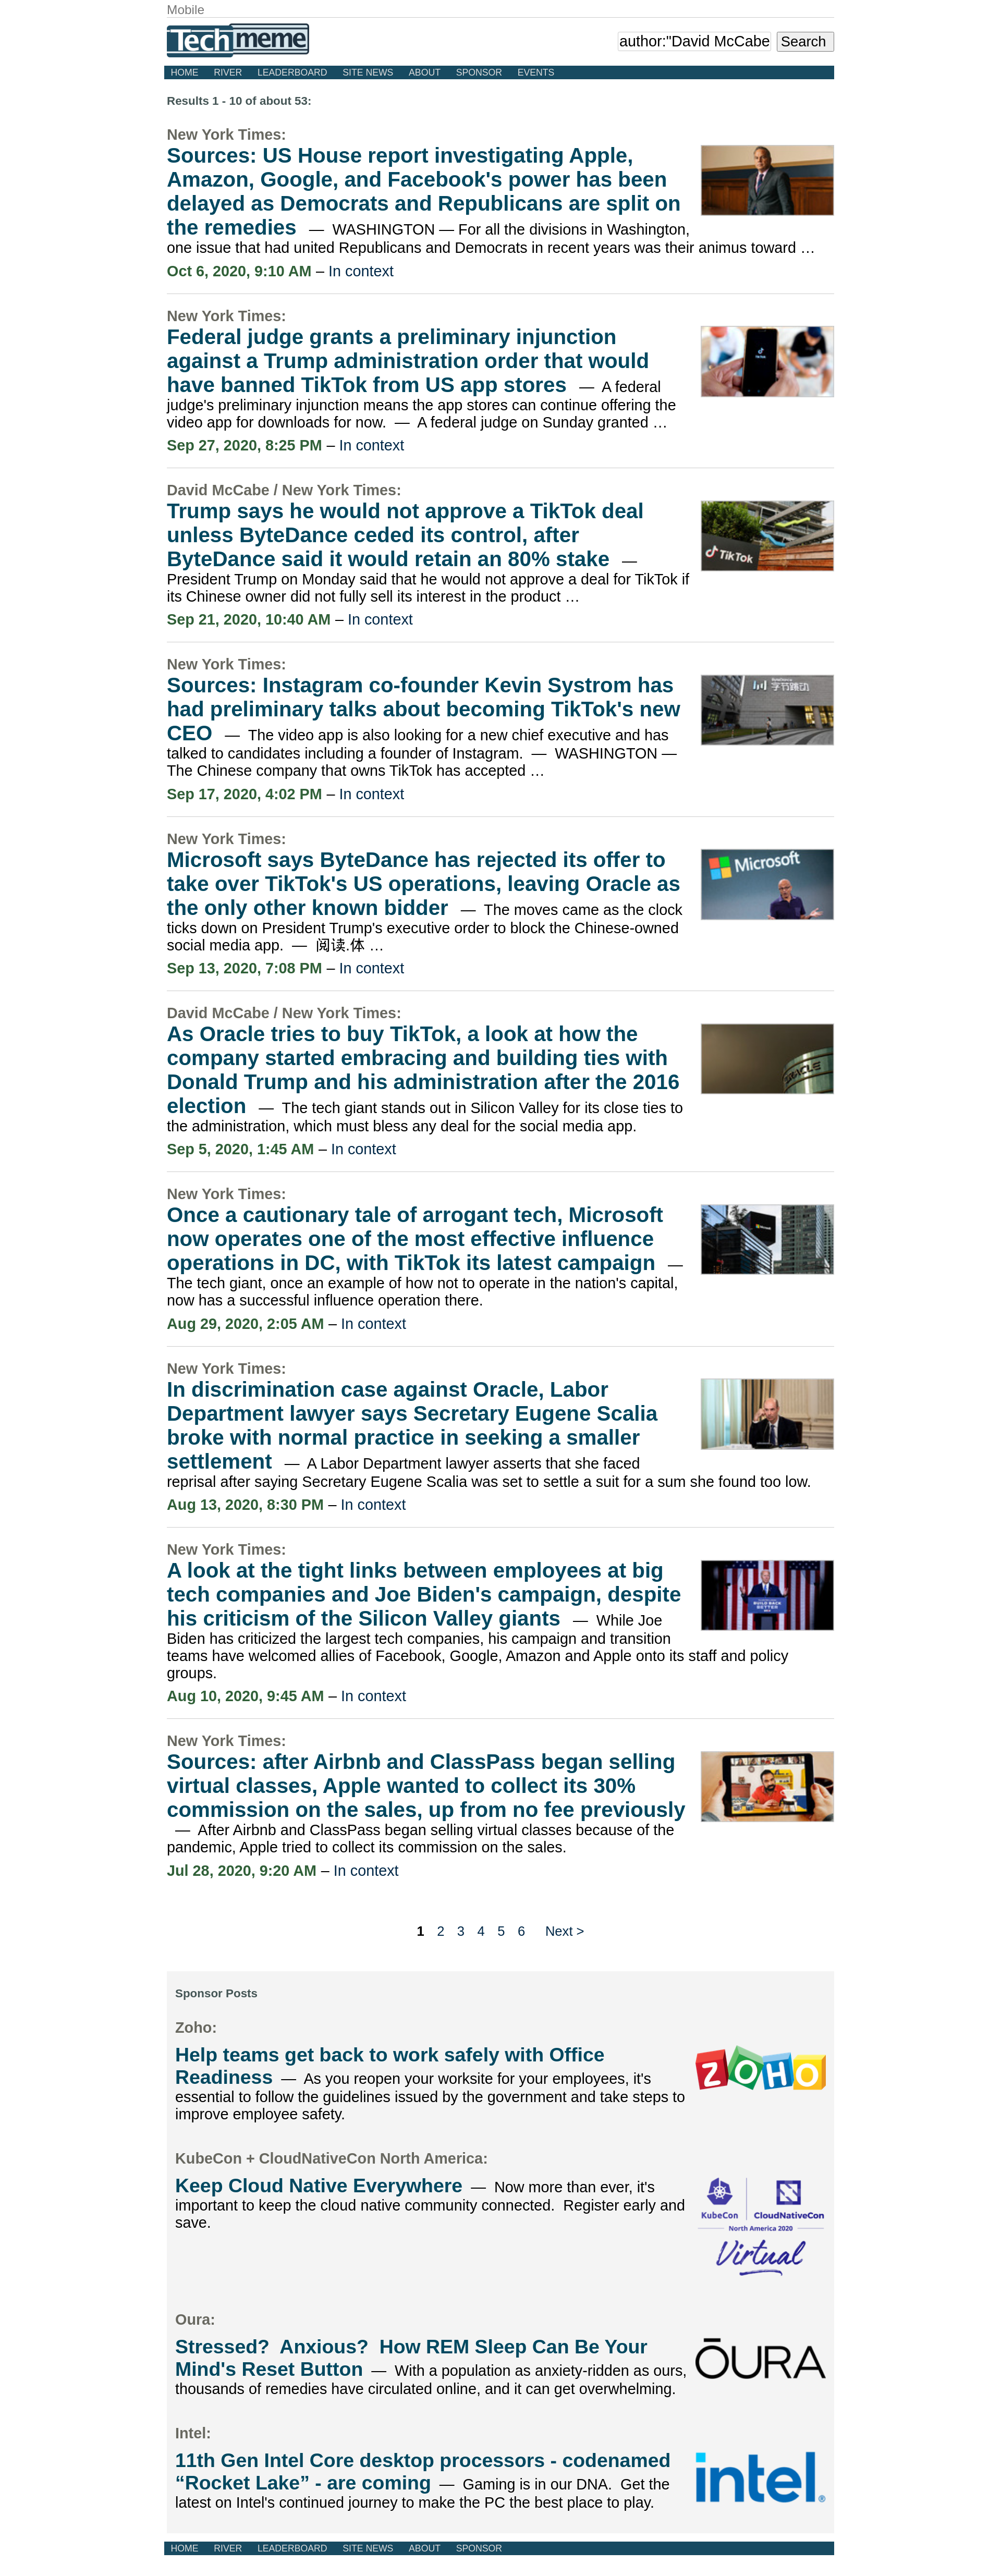 Mobile
Techmeme
author:"David McCabe
Search
HOME RIVER LEADERBOARD SITE NEWS ABOUT SPONSOR EVENTS
Results 1 - 10 of about 53:
New York Times:
Sources: US House report investigating Apple,
Amazon, Google, and Facebook's power has been
delayed as Democrats and Republicans are split on
the remedies — WASHINGTON — For all the divisions in Washington,
one issue that had united Republicans and Democrats in recent years was their animus toward …
Oct 6, 2020, 9:10 AM – In context
New York Times:
Federal judge grants a preliminary injunction
against a Trump administration order that would
have banned TikTok from US app stores — A federal
judge's preliminary injunction means the app stores can continue offering the
video app for downloads for now. — A federal judge on Sunday granted …
Sep 27, 2020, 8:25 PM – In context
David McCabe / New York Times:
Trump says he would not approve a TikTok deal
unless ByteDance ceded its control, after
ByteDance said it would retain an 80% stake —
President Trump on Monday said that he would not approve a deal for TikTok if
its Chinese owner did not fully sell its interest in the product …
TikTok
Sep 21, 2020, 10:40 AM – In context
New York Times:
Sources: Instagram co-founder Kevin Systrom has
had preliminary talks about becoming TikTok's new
CEO — The video app is also looking for a new chief executive and has
talked to candidates including a founder of Instagram. — WASHINGTON —
The Chinese company that owns TikTok has accepted …
字节跳动
Sep 17, 2020, 4:02 PM – In context
New York Times:
Microsoft says ByteDance has rejected its offer to
take over TikTok's US operations, leaving Oracle as
the only other known bidder — The moves came as the clock
ticks down on President Trump's executive order to block the Chinese-owned
social media app. — 阅读.体 …
Microsoft
Sep 13, 2020, 7:08 PM – In context
David McCabe / New York Times:
As Oracle tries to buy TikTok, a look at how the
company started embracing and building ties with
Donald Trump and his administration after the 2016
election — The tech giant stands out in Silicon Valley for its close ties to
the administration, which must bless any deal for the social media app.
ORACLE
Sep 5, 2020, 1:45 AM – In context
New York Times:
Once a cautionary tale of arrogant tech, Microsoft
now operates one of the most effective influence
operations in DC, with TikTok its latest campaign —
The tech giant, once an example of how not to operate in the nation's capital,
now has a successful influence operation there.
Aug 29, 2020, 2:05 AM – In context
New York Times:
In discrimination case against Oracle, Labor
Department lawyer says Secretary Eugene Scalia
broke with normal practice in seeking a smaller
settlement — A Labor Department lawyer asserts that she faced
reprisal after saying Secretary Eugene Scalia was set to settle a suit for a sum she found too low.
Aug 13, 2020, 8:30 PM – In context
New York Times:
A look at the tight links between employees at big
tech companies and Joe Biden's campaign, despite
his criticism of the Silicon Valley giants — While Joe
Biden has criticized the largest tech companies, his campaign and transition
teams have welcomed allies of Facebook, Google, Amazon and Apple onto its staff and policy
groups.
Aug 10, 2020, 9:45 AM – In context
New York Times:
Sources: after Airbnb and ClassPass began selling
virtual classes, Apple wanted to collect its 30%
commission on the sales, up from no fee previously
— After Airbnb and ClassPass began selling virtual classes because of the
pandemic, Apple tried to collect its commission on the sales.
Jul 28, 2020, 9:20 AM – In context
1 2 3 4 5 6 Next >
Sponsor Posts
Zoho:
Help teams get back to work safely with Office
Readiness — As you reopen your worksite for your employees, it's
essential to follow the guidelines issued by the government and take steps to
improve employee safety.
ZOHO
KubeCon + CloudNativeCon North America:
Keep Cloud Native Everywhere — Now more than ever, it's
important to keep the cloud native community connected. Register early and
save.
KubeCon CloudNativeCon
North America 2020
Virtual
Oura:
Stressed? Anxious? How REM Sleep Can Be Your
Mind's Reset Button — With a population as anxiety-ridden as ours,
thousands of remedies have circulated online, and it can get overwhelming.
ŌURA
Intel:
11th Gen Intel Core desktop processors - codenamed
“Rocket Lake” - are coming — Gaming is in our DNA. Get the
latest on Intel's continued journey to make the PC the best place to play.
intel®
HOME RIVER LEADERBOARD SITE NEWS ABOUT SPONSOR